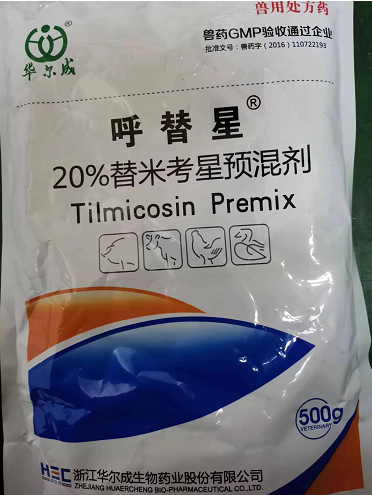 兽用处方药
兽药GMP验收通过企业
批准文号：兽药字（2016）110722193
华尔成
呼替星®
20%替米考星预混剂
Tilmicosin Premix
500g
VETERINARY
HEC 浙江华尔成生物药业股份有限公司
ZHEJIANG HUAERCHENG BIO-PHARMACEUTICAL CO.,LTD.